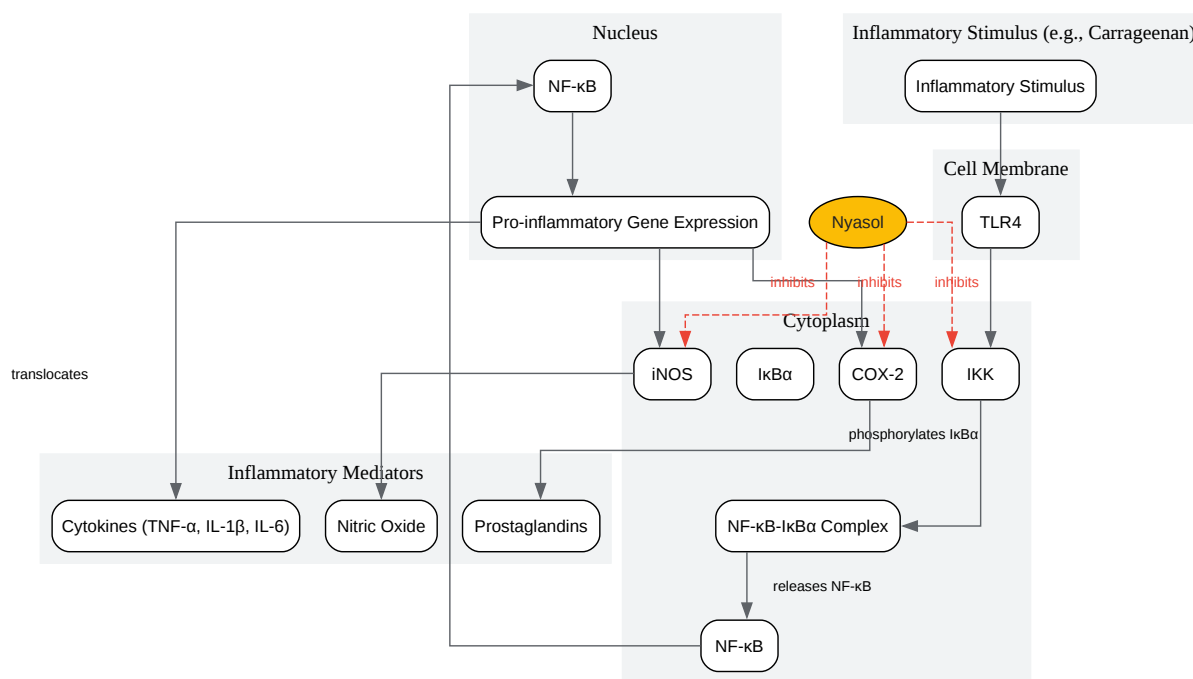 Nucleus
Inflammatory Stimulus (e.g., Carrageenan)
NF-κB
Inflammatory Stimulus
Cell Membrane
Pro-inflammatory Gene Expression
Nyasol
TLR4
inhibits
inhibits
inhibits
Cytoplasm
translocates
iNOS
IκBα
COX-2
IKK
phosphorylates IκBα
Inflammatory Mediators
Cytokines (TNF-α, IL-1β, IL-6)
Nitric Oxide
Prostaglandins
NF-κB-IκBα Complex
releases NF-κB
NF-κB